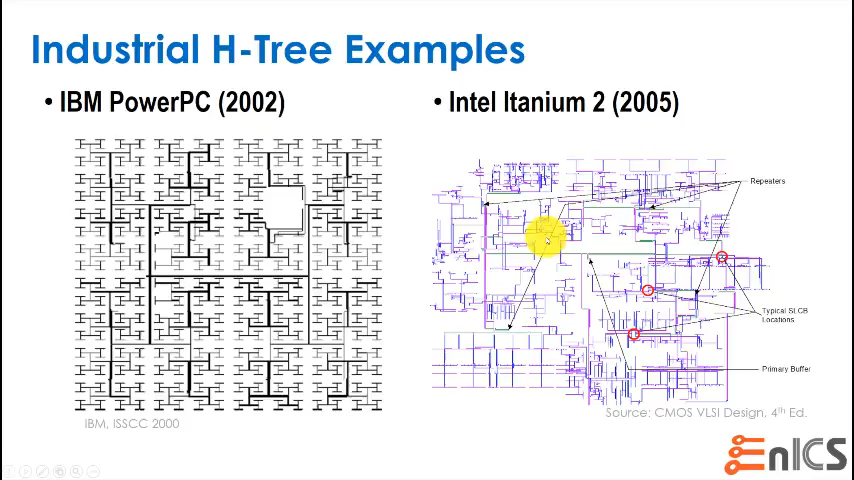 Industrial H-Tree Examples
• IBM PowerPC (2002)
• Intel Itanium 2 (2005)
Repeaters
Typical SLCB
Locations
Primary Buffer
IBM, ISSCC 2000
Source: CMOS VLSI Design, 4th Ed.
EnICS